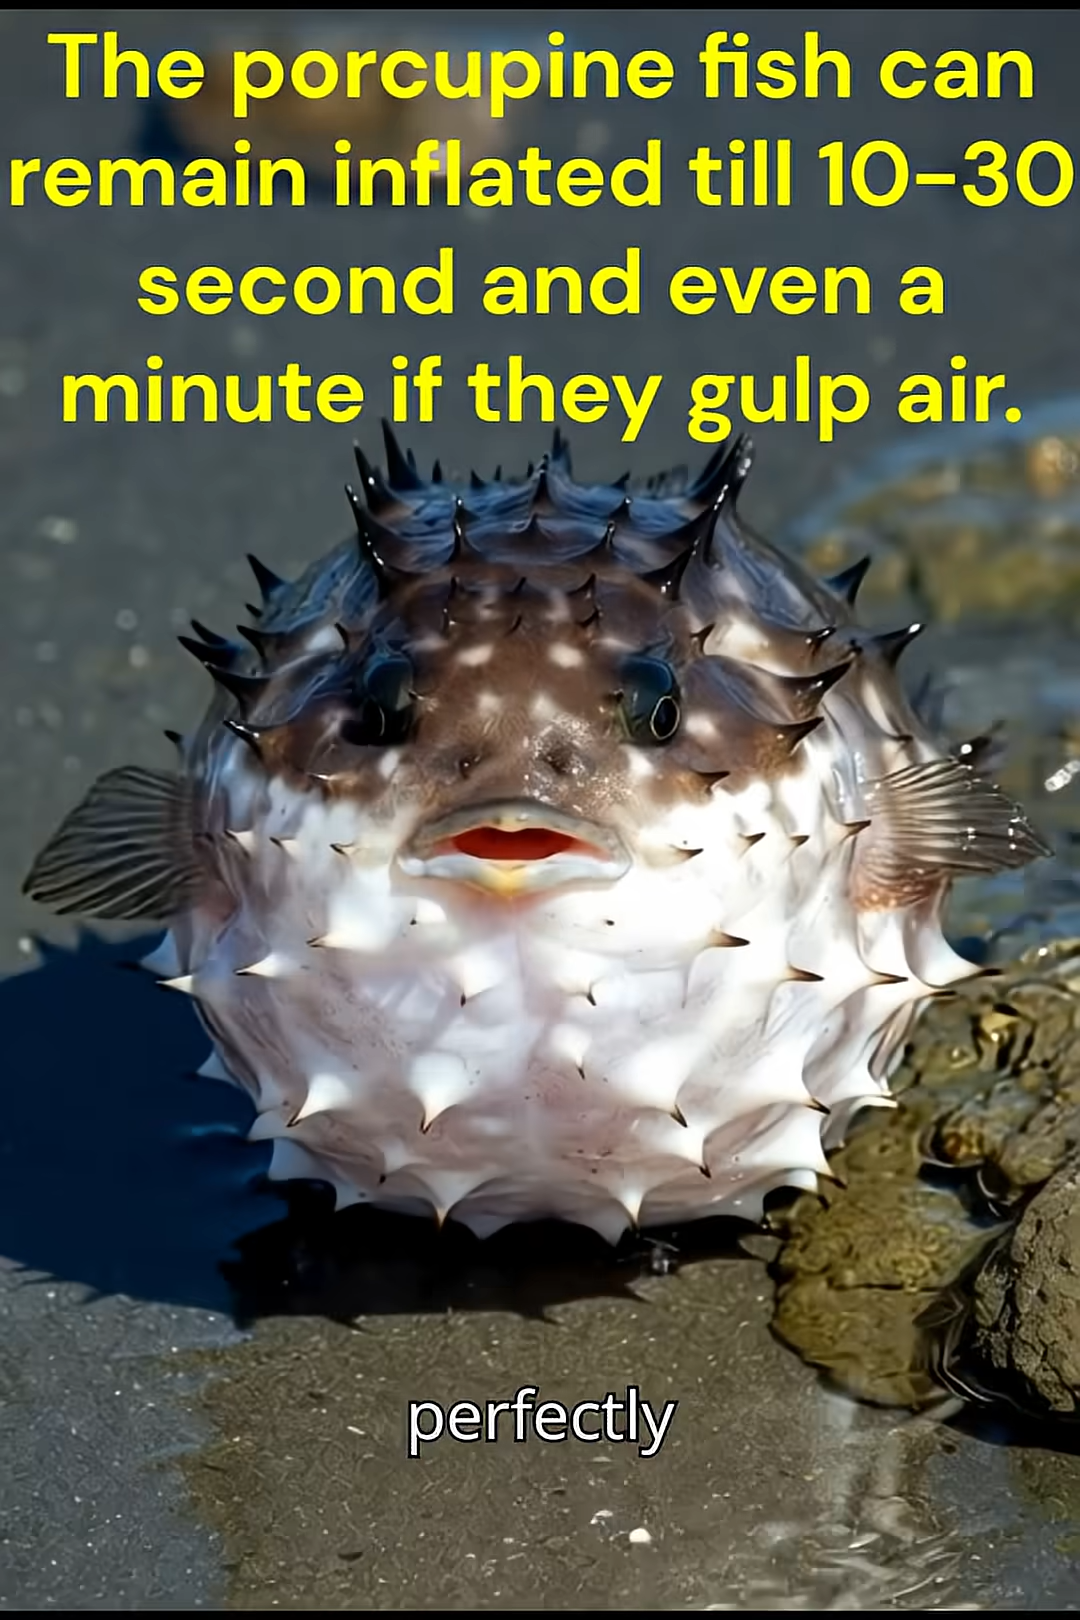 The porcupine fish can
remain inflated till 10-30
second and even a
minute if they gulp air.
perfectly